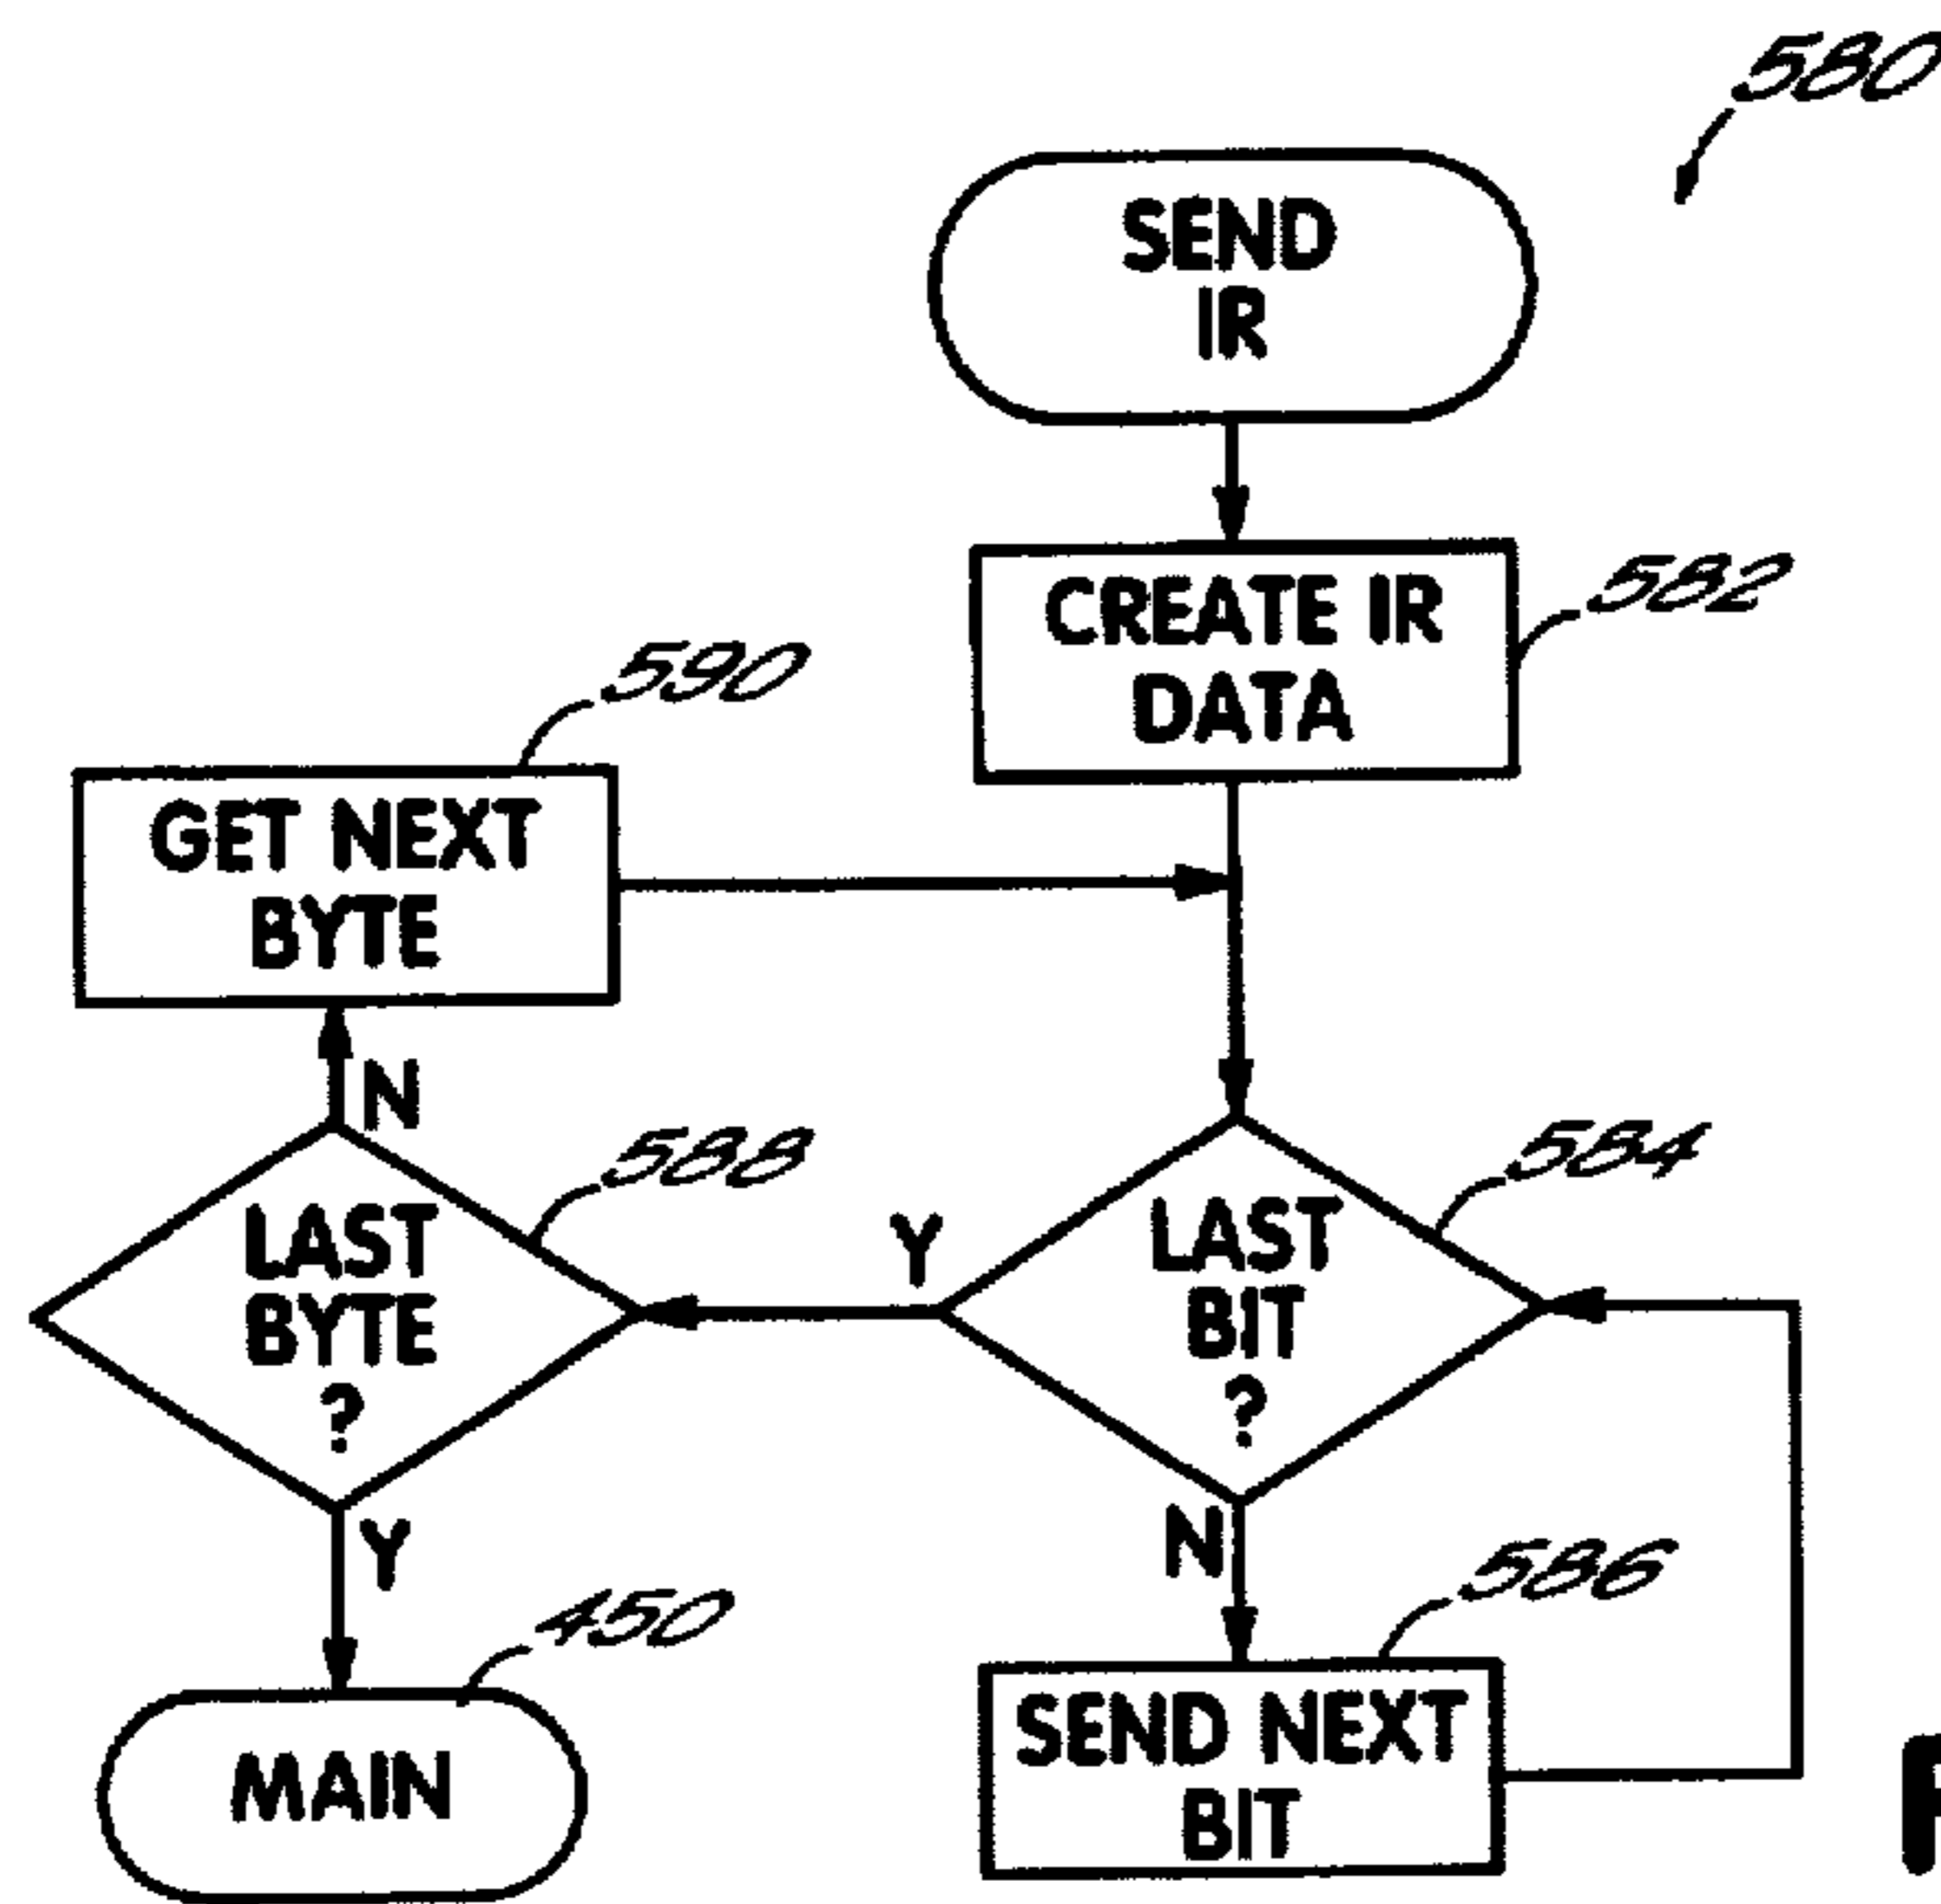 580
SEND
IR
CREATE IR
DATA
582
590
GET NEXT
BYTE
N
588
LAST
BYTE
?
Y
584
LAST
BIT
?
Y
N
450
MAIN
586
SEND NEXT
BIT